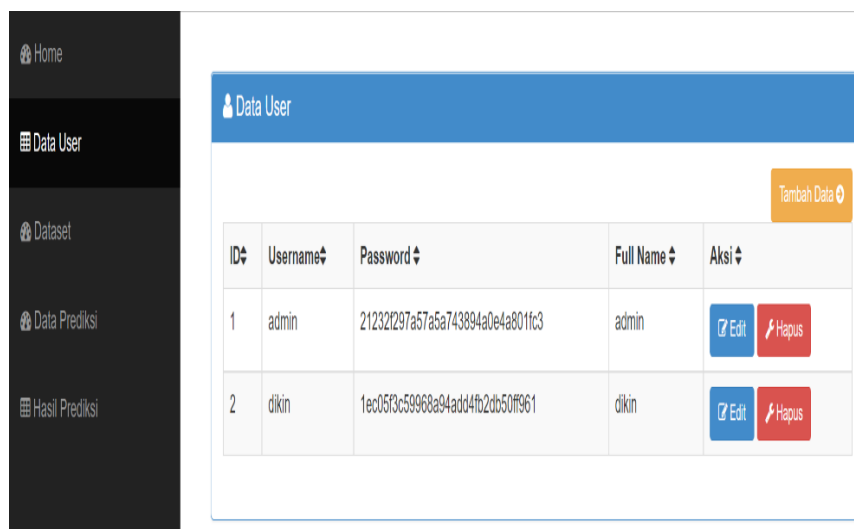 Home
Data User
Dataset
Data Prediksi
Hasil Prediksi
Data User
Tambah Data
ID Username Password Full Name Aksi
1 admin 21232f297a57a5a743894a0e4a801fc3 admin Edit Hapus
2 dikin 1ec05f3c59968a94add4fb2db50ff961 dikin Edit Hapus